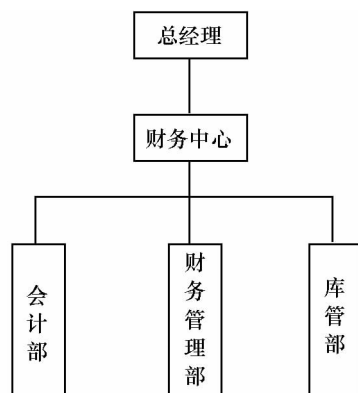 总经理
财务中心
会计部
财务管理部
库管部